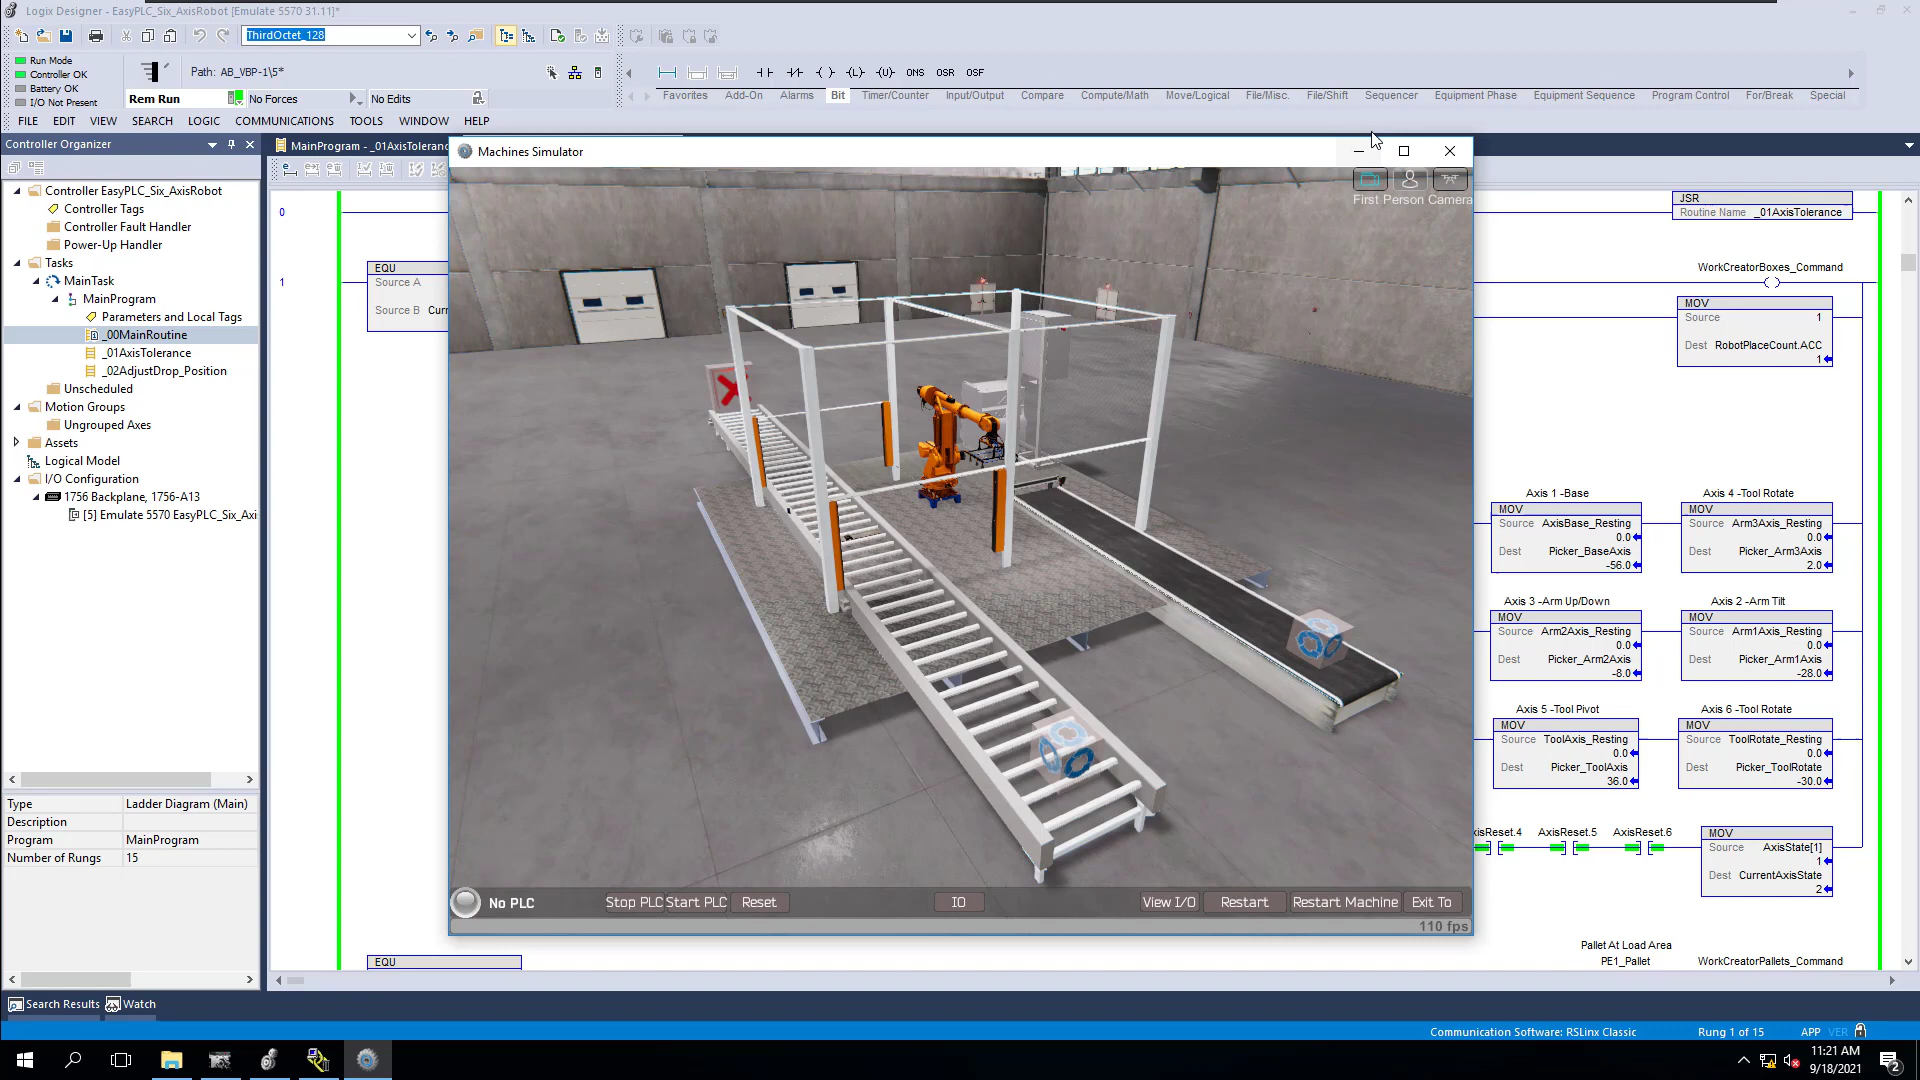 Logix Designer - EasyPLC_Six_AxisRobot [Emulate 5570 31.11]*
ThirdOctet_128
Run Mode
Controller OK
Battery OK
I/O Not Present
Path: AB_VBP-1\5*
Rem Run
No Forces
No Edits
ONS OSR OSF
Favorites Add-On Alarms Bit Timer/Counter Input/Output Compare Compute/Math Move/Logical File/Misc. File/Shift Sequencer Equipment Phase Equipment Sequence Program Control For/Break Special
FILE EDIT VIEW SEARCH LOGIC COMMUNICATIONS TOOLS WINDOW HELP
Controller Organizer
Controller EasyPLC_Six_AxisRobot
Controller Tags
Controller Fault Handler
Power-Up Handler
Tasks
MainTask
MainProgram
Parameters and Local Tags
_00MainRoutine
_01AxisTolerance
_02AdjustDrop_Position
Unscheduled
Motion Groups
Ungrouped Axes
Assets
Logical Model
I/O Configuration
1756 Backplane, 1756-A13
[5] Emulate 5570 EasyPLC_Six_Axi
Type Ladder Diagram (Main)
Description
Program MainProgram
Number of Rungs 15
MainProgram - _01AxisToleranc
0
1
EQU
Source A
Source B Curr
EQU
Machines Simulator
First Person Camera
No PLC
Stop PLC
Start PLC
Reset
IO
View I/O
Restart
Restart Machine
Exit To
110 fps
JSR
Routine Name _01AxisTolerance
WorkCreatorBoxes_Command
MOV
Source 1
Dest RobotPlaceCount.ACC
1
Axis 1 -Base
MOV
Source AxisBase_Resting
0.0
Dest Picker_BaseAxis
-56.0
Axis 4 -Tool Rotate
MOV
Source Arm3Axis_Resting
0.0
Dest Picker_Arm3Axis
2.0
Axis 3 -Arm Up/Down
MOV
Source Arm2Axis_Resting
0.0
Dest Picker_Arm2Axis
-8.0
Axis 2 -Arm Tilt
MOV
Source Arm1Axis_Resting
0.0
Dest Picker_Arm1Axis
-28.0
Axis 5 -Tool Pivot
MOV
Source ToolAxis_Resting
0.0
Dest Picker_ToolAxis
36.0
Axis 6 -Tool Rotate
MOV
Source ToolRotate_Resting
0.0
Dest Picker_ToolRotate
-30.0
xisReset.4 AxisReset.5 AxisReset.6
MOV
Source AxisState[1]
1
Dest CurrentAxisState
2
Pallet At Load Area
PE1_Pallet
WorkCreatorPallets_Command
Search Results
Watch
Communication Software: RSLinx Classic
Rung 1 of 15
APP VER
11:21 AM
9/18/2021
2